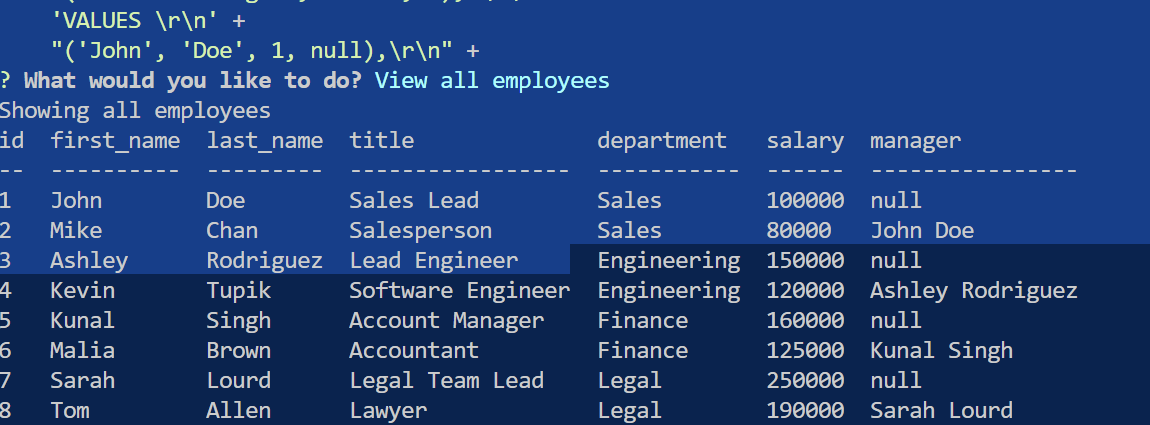 'VALUES \r\n' +
"('John', 'Doe', 1, null),\r\n" +
? What would you like to do? View all employees
Showing all employees
id  first_name  last_name  title              department   salary  manager
--  ----------  ---------  -----------------  -----------  ------  ----------------
1   John        Doe        Sales Lead         Sales        100000  null
2   Mike        Chan       Salesperson        Sales        80000   John Doe
3   Ashley      Rodriguez  Lead Engineer      Engineering  150000  null
4   Kevin       Tupik      Software Engineer  Engineering  120000  Ashley Rodriguez
5   Kunal       Singh      Account Manager    Finance      160000  null
6   Malia       Brown      Accountant         Finance      125000  Kunal Singh
7   Sarah       Lourd      Legal Team Lead    Legal        250000  null
8   Tom         Allen      Lawyer             Legal        190000  Sarah Lourd